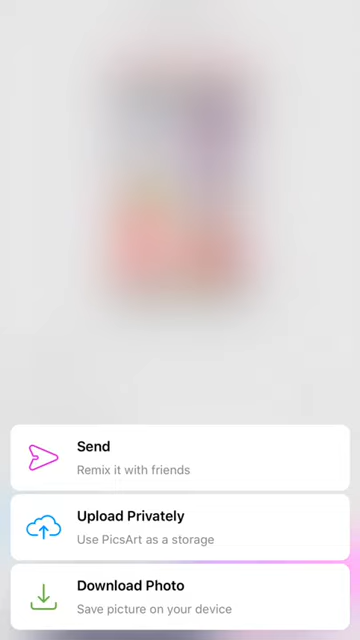 Send
Remix it with friends
Upload Privately
Use PicsArt as a storage
Download Photo
Save picture on your device